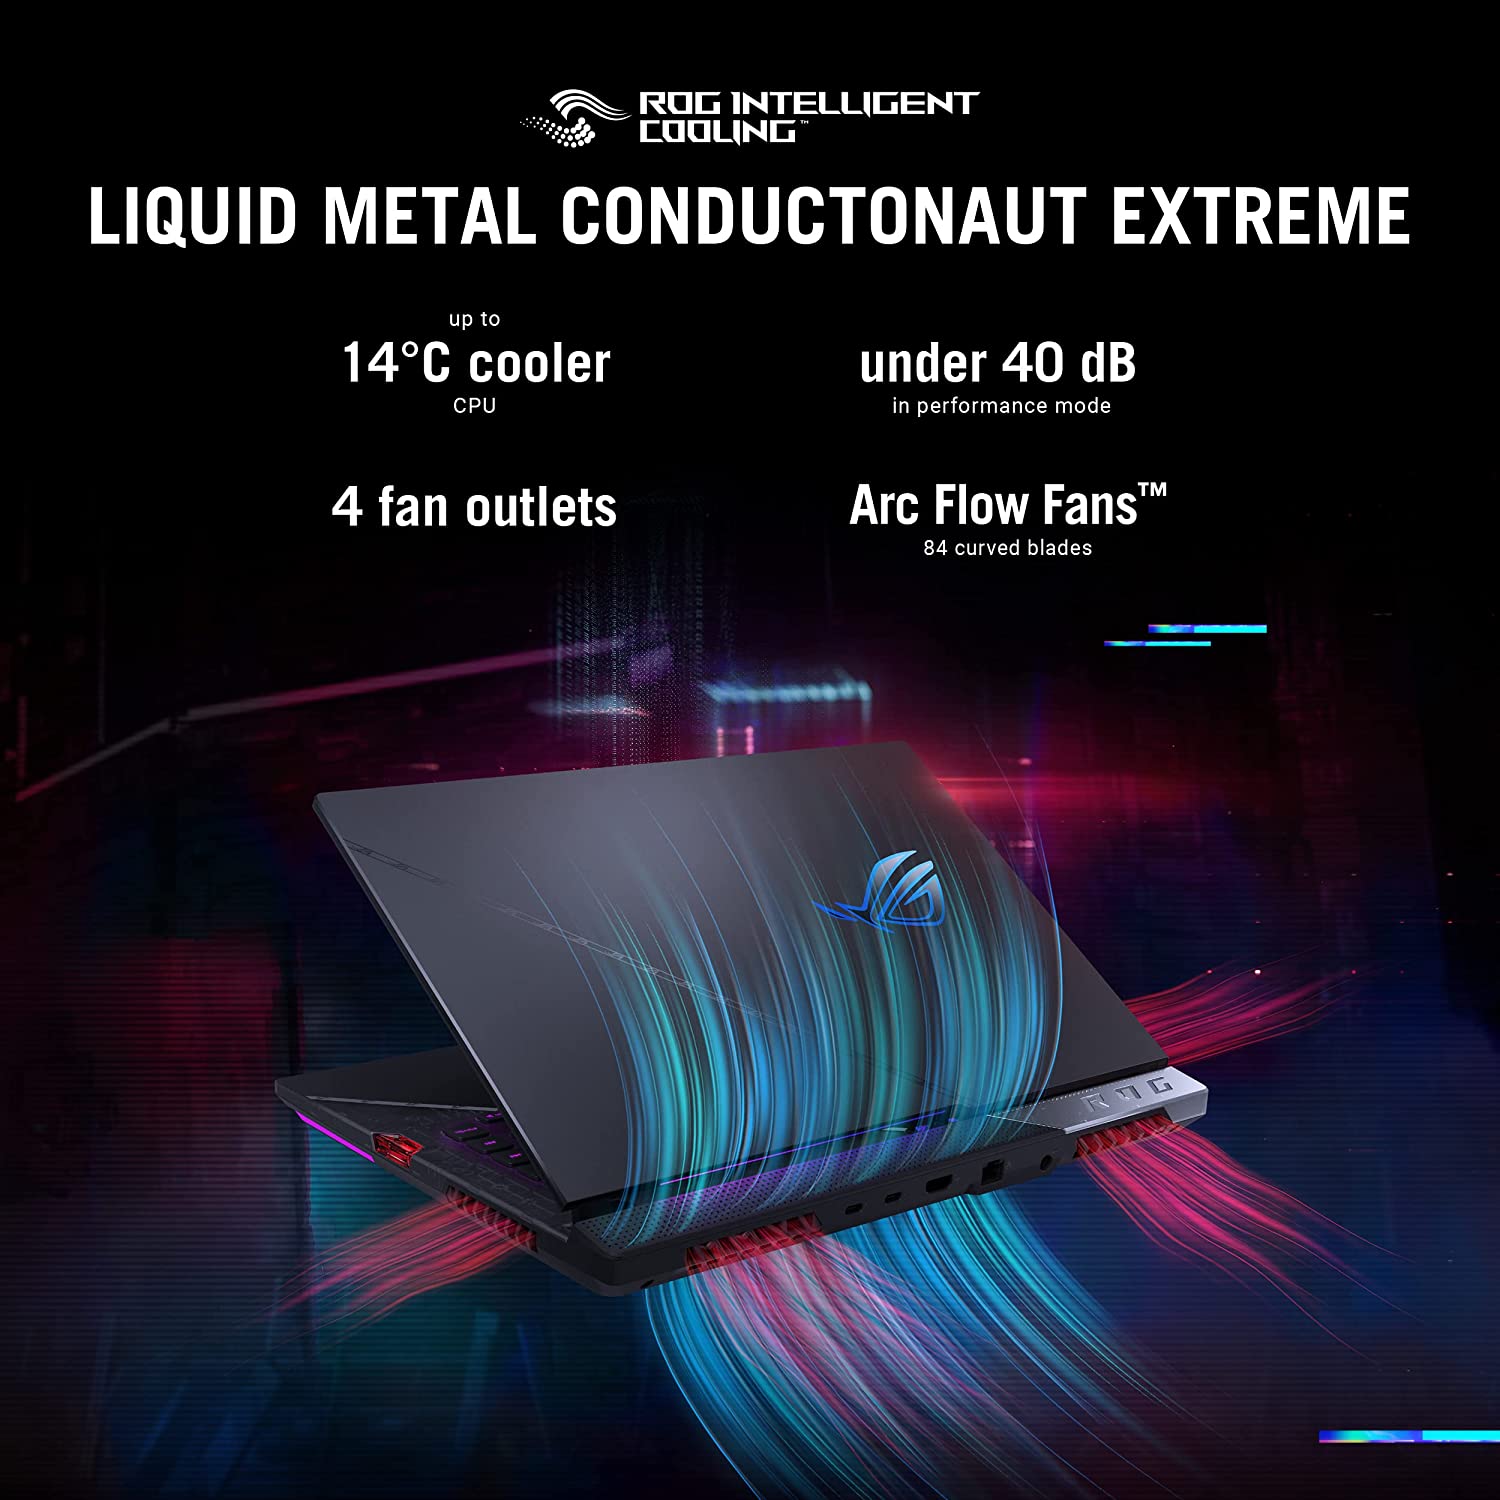 ROG INTELLIGENT
COOLING™
LIQUID METAL CONDUCTONAUT EXTREME
up to
14°C cooler
CPU
under 40 dB
in performance mode
4 fan outlets
Arc Flow Fans™
84 curved blades
ROG